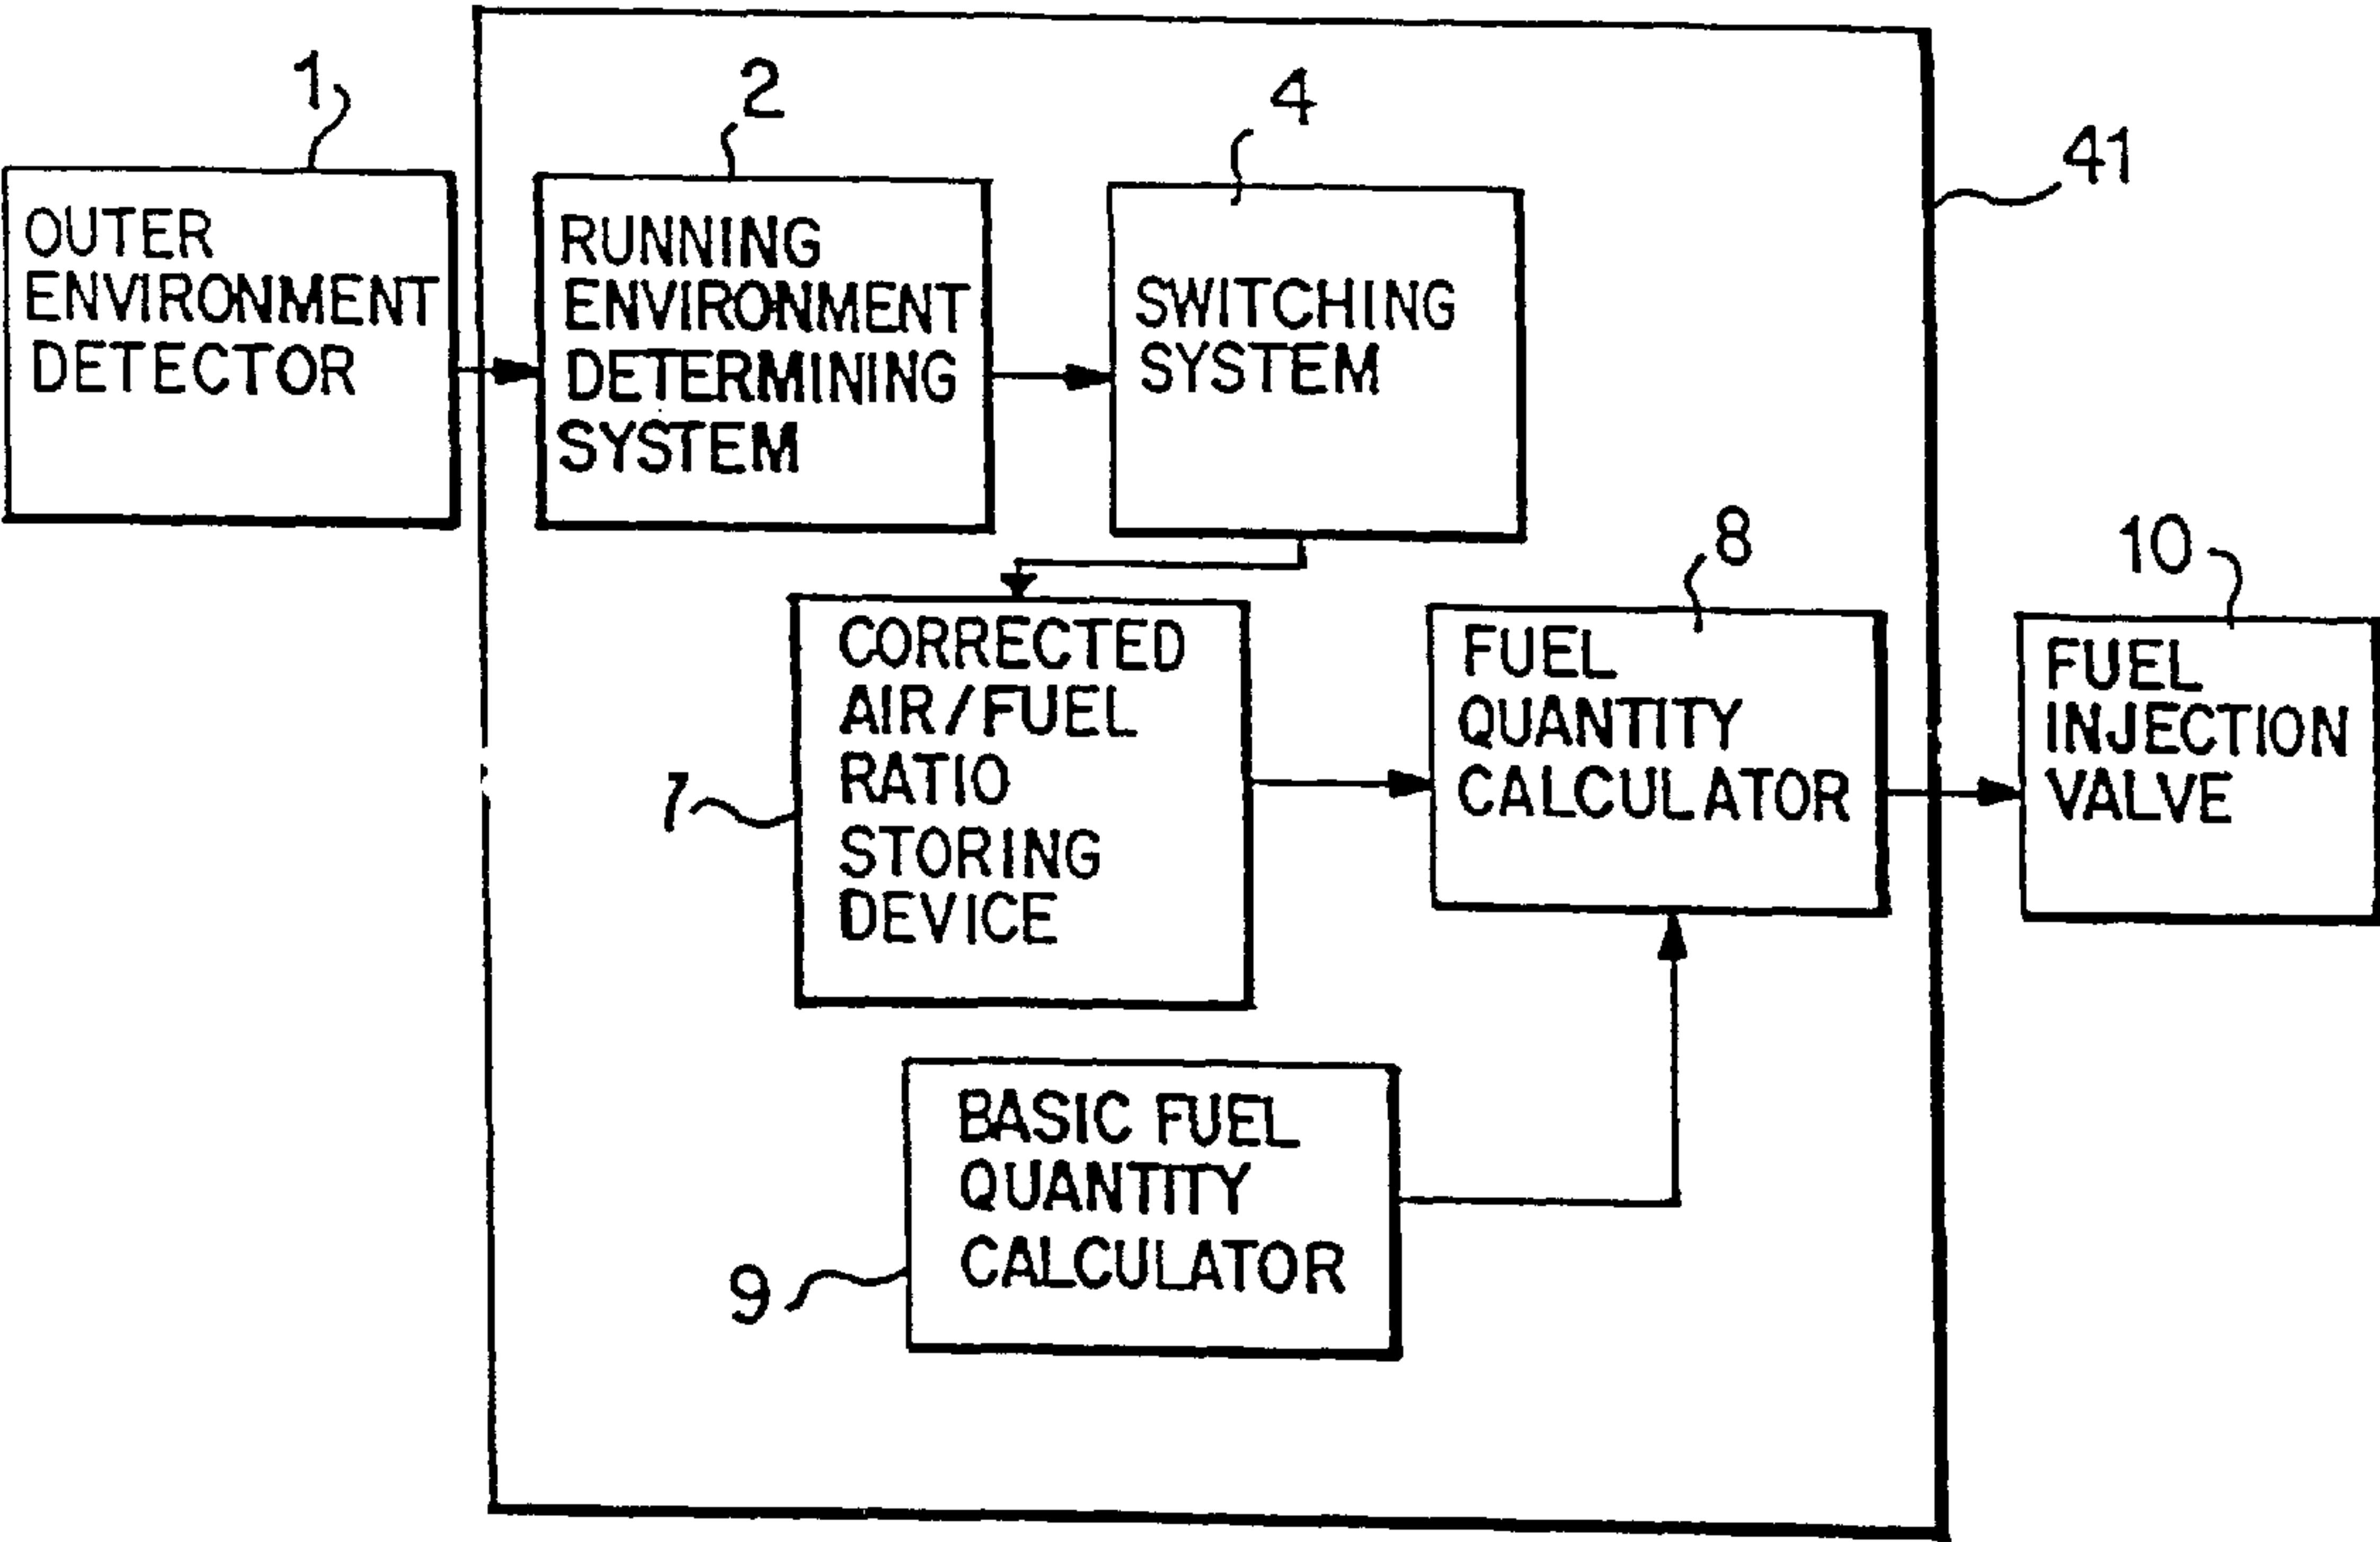 1
OUTER
ENVIRONMENT
DETECTOR
2
RUNNING
ENVIRONMENT
DETERMINING
SYSTEM
4
SWITCHING
SYSTEM
41
7
CORRECTED
AIR/FUEL
RATIO
STORING
DEVICE
8
FUEL
QUANTITY
CALCULATOR
10
FUEL
INJECTION
VALVE
9
BASIC FUEL
QUANTITY
CALCULATOR